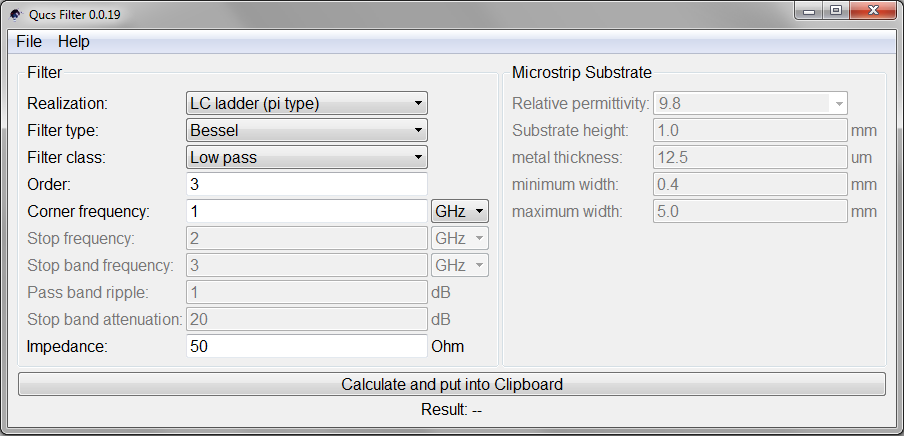 Qucs Filter 0.0.19
File Help
Filter
Realization: LC ladder (pi type)
Filter type: Bessel
Filter class: Low pass
Order: 3
Corner frequency: 1 GHz
Stop frequency: 2 GHz
Stop band frequency: 3 GHz
Pass band ripple: 1 dB
Stop band attenuation: 20 dB
Impedance: 50 Ohm
Microstrip Substrate
Relative permittivity: 9.8
Substrate height: 1.0 mm
metal thickness: 12.5 um
minimum width: 0.4 mm
maximum width: 5.0 mm
Calculate and put into Clipboard
Result: --